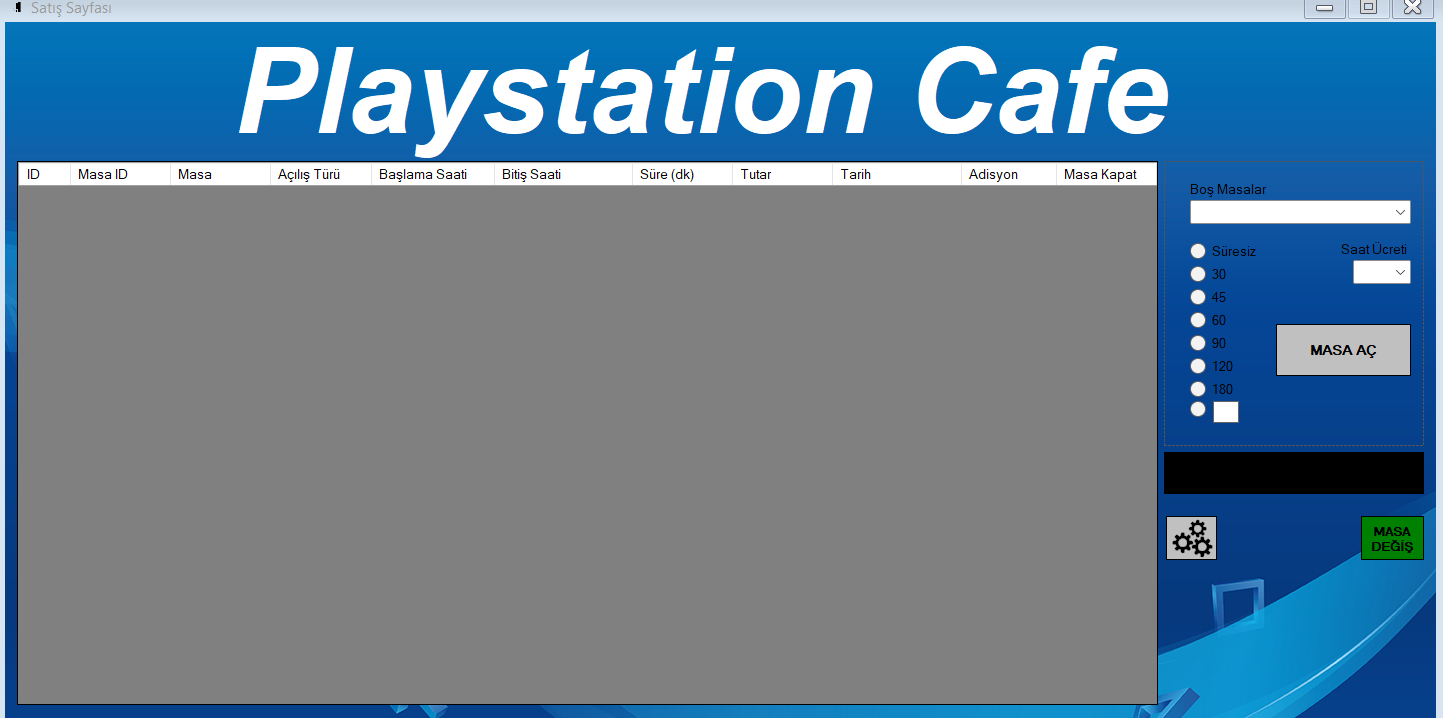 Satış Sayfası
Playstation Cafe
ID Masa ID Masa Açılış Türü Başlama Saati Bitiş Saati Süre (dk) Tutar Tarih Adisyon Masa Kapat
Boş Masalar
Süresiz
Saat Ücreti
30
45
60
90
120
180
MASA AÇ
MASA
DEĞİŞ